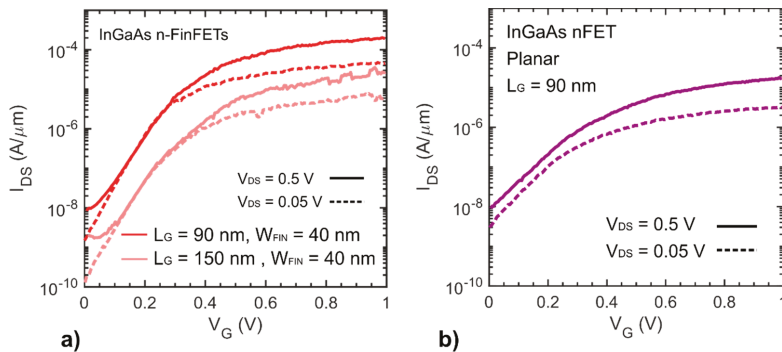 InGaAs n-FinFETs
10⁻⁴
10⁻⁶
10⁻⁸
10⁻¹⁰
I_DS (A/μm)
V_DS = 0.5 V
V_DS = 0.05 V
L_G = 90 nm, W_FIN = 40 nm
L_G = 150 nm , W_FIN = 40 nm
0 0.2 0.4 0.6 0.8 1
V_G (V)
a)
InGaAs nFET
Planar
L_G = 90 nm
10⁻⁴
10⁻⁶
10⁻⁸
10⁻¹⁰
I_DS (A/μm)
V_DS = 0.5 V
V_DS = 0.05 V
0 0.2 0.4 0.6 0.8 1
V_G (V)
b)